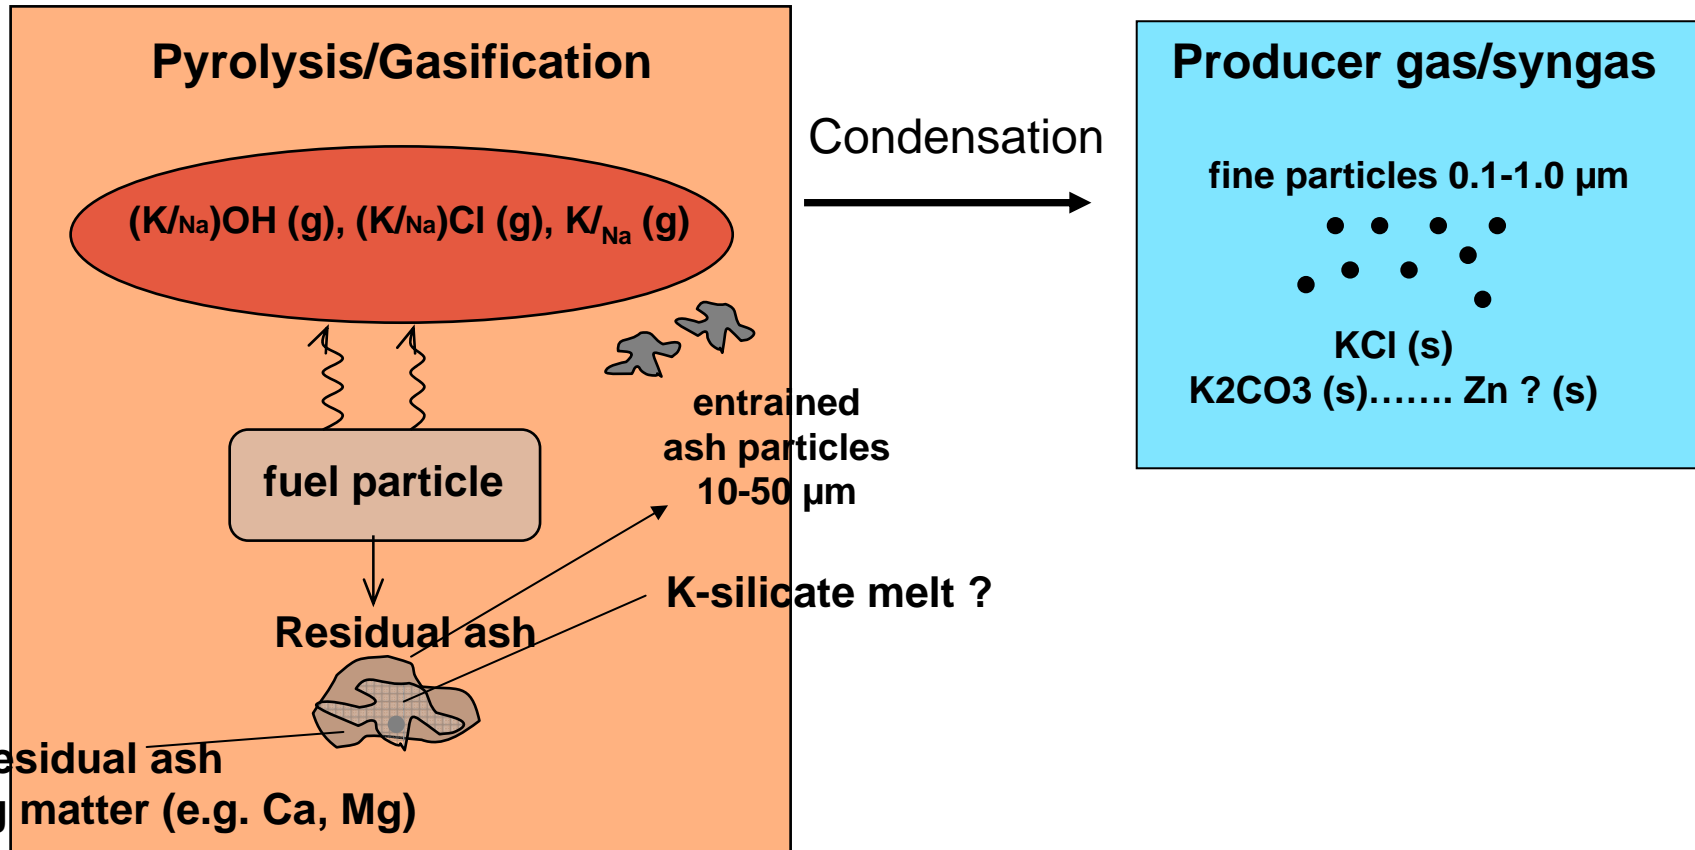 Pyrolysis/Gasification
(K/Na)OH (g), (K/Na)Cl (g), K/Na (g)
fuel particle
entrained
ash particles
10-50 µm
K-silicate melt ?
Residual ash
esidual ash
g matter (e.g. Ca, Mg)
Condensation
Producer gas/syngas
fine particles 0.1-1.0 µm
KCl (s)
K2CO3 (s)....... Zn ? (s)